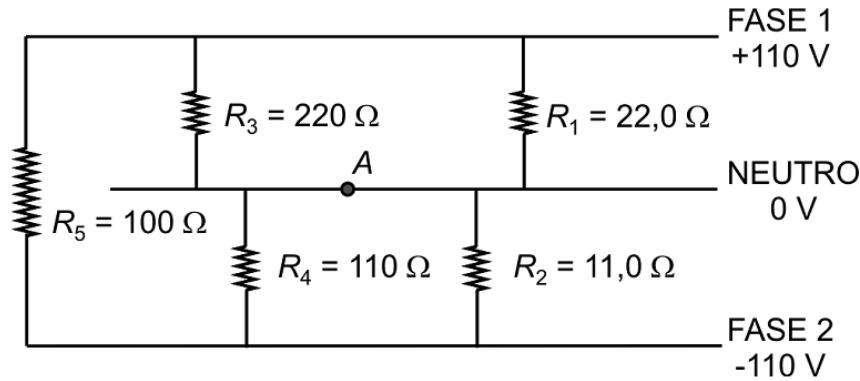 FASE 1
+110 V
R₃ = 220 Ω
R₁ = 22,0 Ω
A
NEUTRO
0 V
R₅ = 100 Ω
R₄ = 110 Ω
R₂ = 11,0 Ω
FASE 2
-110 V